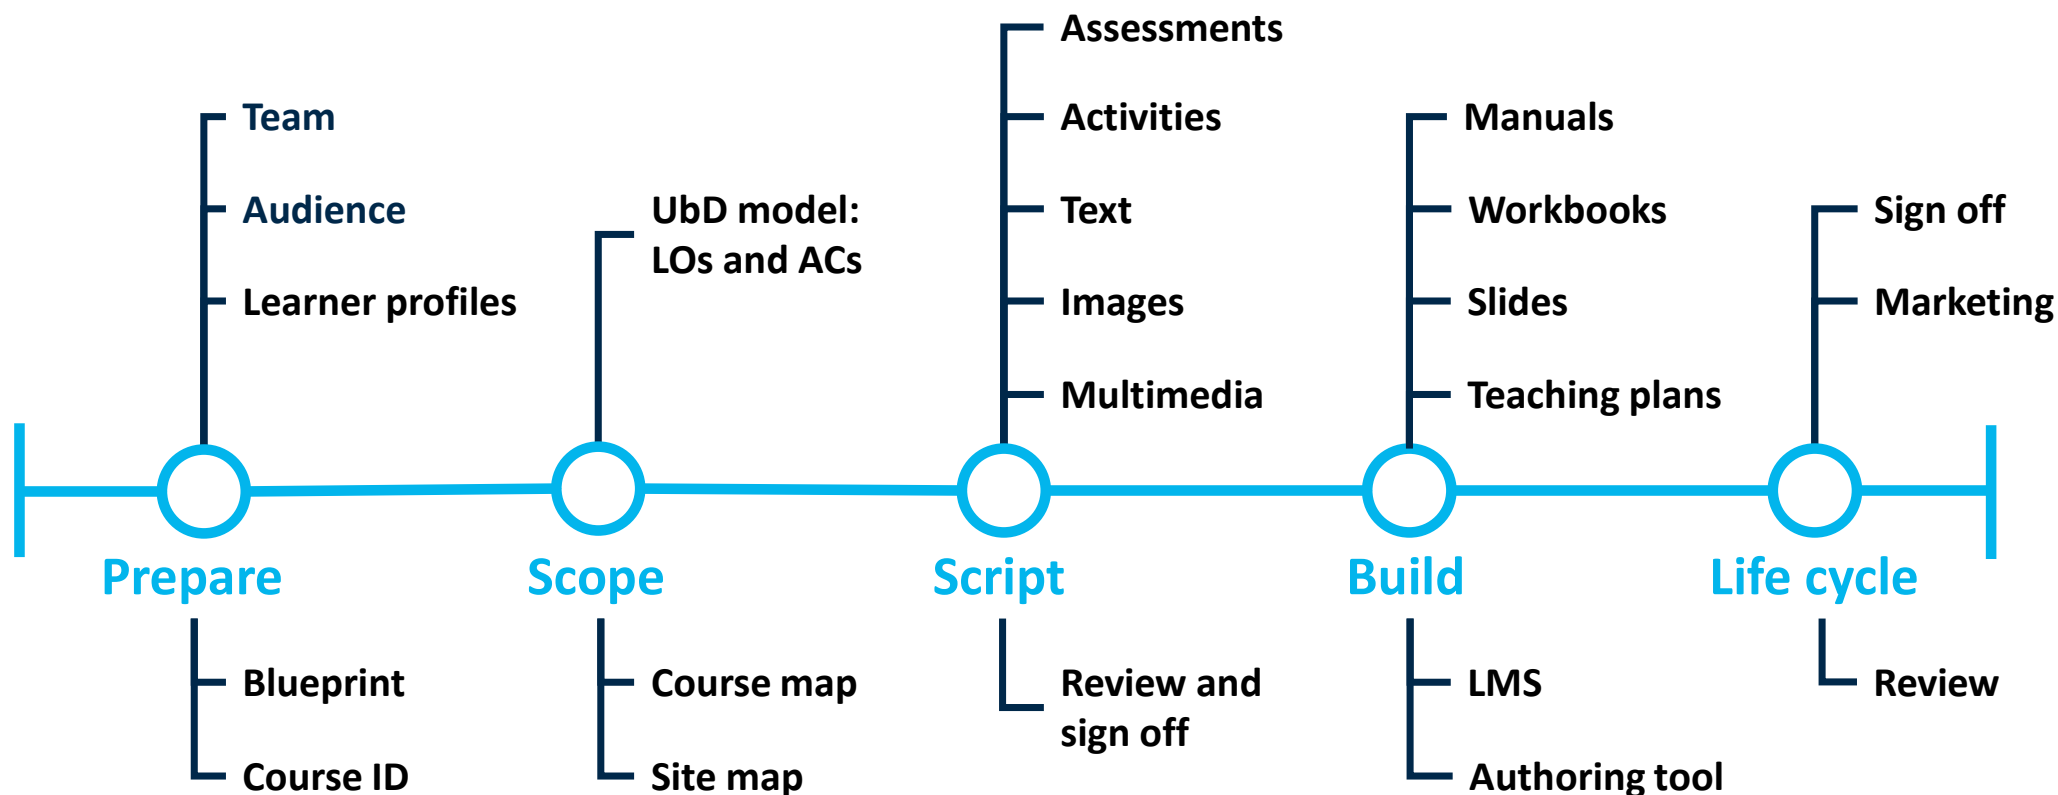 Team
Audience
Learner profiles
Prepare
Blueprint
Course ID
UbD model:
LOs and ACs
Scope
Course map
Site map
Assessments
Activities
Text
Images
Multimedia
Script
Review and
sign off
Manuals
Workbooks
Slides
Teaching plans
Build
LMS
Authoring tool
Sign off
Marketing
Life cycle
Review